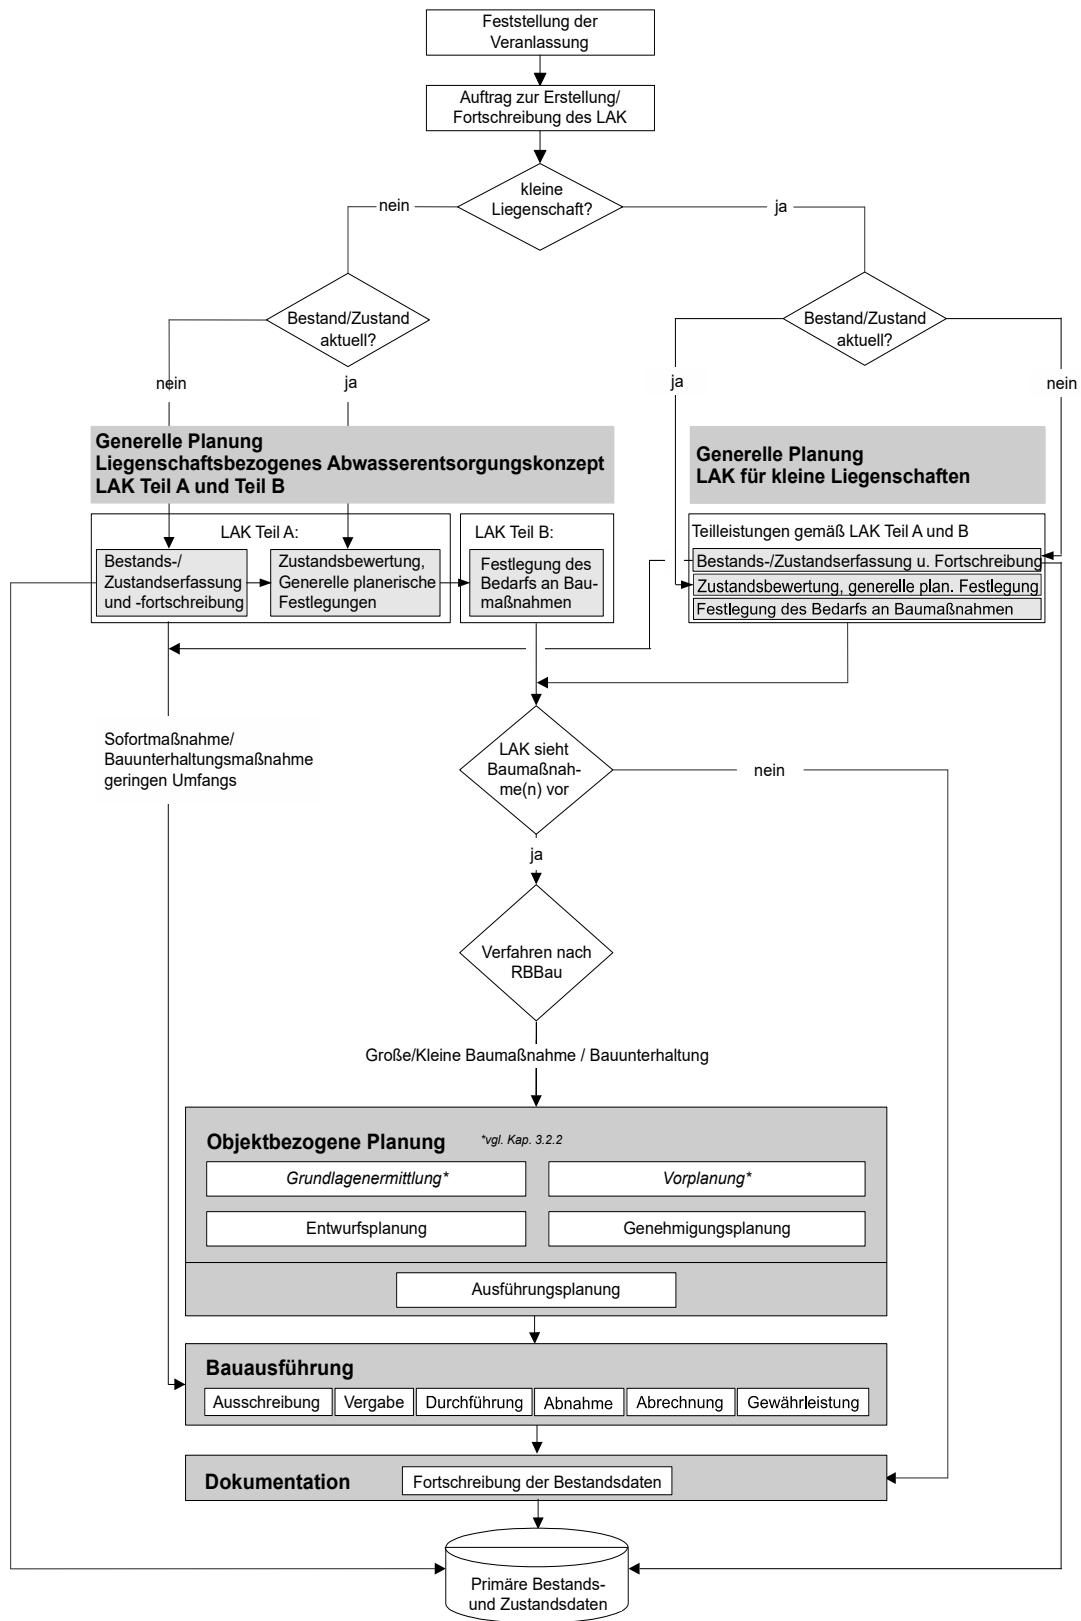 Feststellung der
Veranlassung
Auftrag zur Erstellung/
Fortschreibung des LAK
kleine
Liegenschaft?
nein
ja
Bestand/Zustand
aktuell?
Bestand/Zustand
aktuell?
nein
ja
ja
nein
Generelle Planung
Liegenschaftsbezogenes Abwasserentsorgungskonzept
LAK Teil A und Teil B
Generelle Planung
LAK für kleine Liegenschaften
LAK Teil A:
Bestands-/
Zustandserfassung
und -fortschreibung
Zustandsbewertung,
Generelle planerische
Festlegungen
LAK Teil B:
Festlegung des
Bedarfs an Bau-
maßnahmen
Teilleistungen gemäß LAK Teil A und B
Bestands-/Zustandserfassung u. Fortschreibung
Zustandsbewertung, generelle plan. Festlegung
Festlegung des Bedarfs an Baumaßnahmen
Sofortmaßnahme/
Bauunterhaltungsmaßnahme
geringen Umfangs
LAK sieht
Baumaßnah-
me(n) vor
nein
ja
Verfahren nach
RBBau
Große/Kleine Baumaßnahme / Bauunterhaltung
Objektbezogene Planung *vgl. Kap. 3.2.2
Grundlagenermittlung*
Vorplanung*
Entwurfsplanung
Genehmigungsplanung
Ausführungsplanung
Bauausführung
Ausschreibung
Vergabe
Durchführung
Abnahme
Abrechnung
Gewährleistung
Dokumentation
Fortschreibung der Bestandsdaten
Primäre Bestands-
und Zustandsdaten